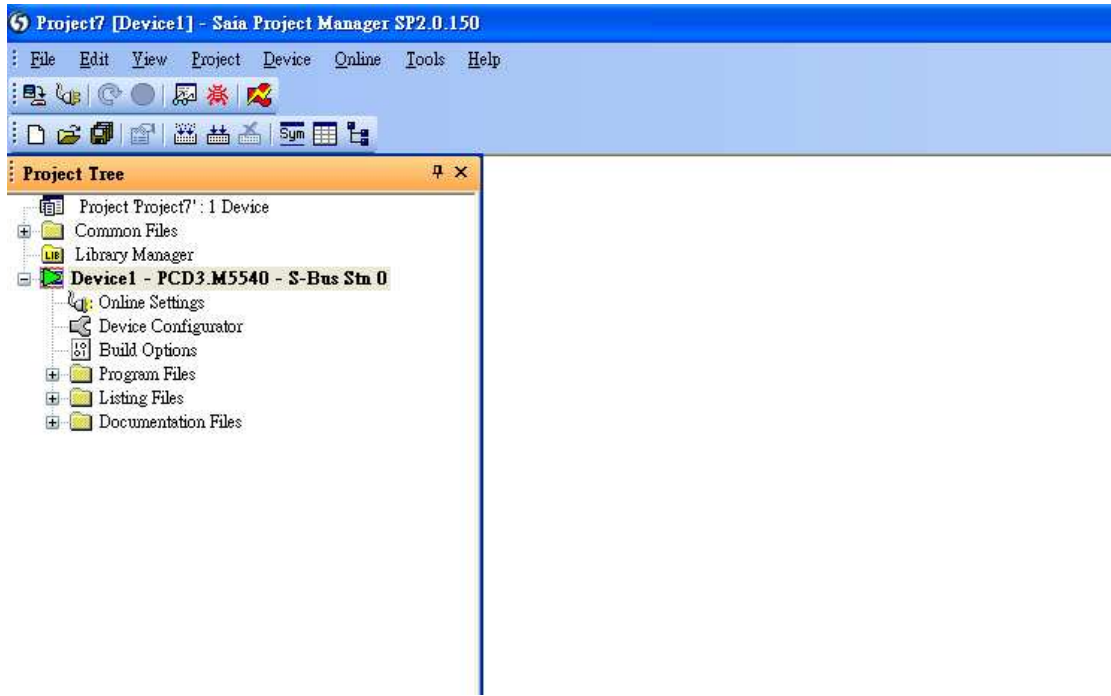 Project7 [Device1] - Saia Project Manager SP2.0.150
File Edit View Project Device Online Tools Help
Sym
Project Tree
Project 'Project7': 1 Device
Common Files
LIB Library Manager
Device1 - PCD3.M5540 - S-Bus Stn 0
Online Settings
Device Configurator
Build Options
Program Files
Listing Files
Documentation Files